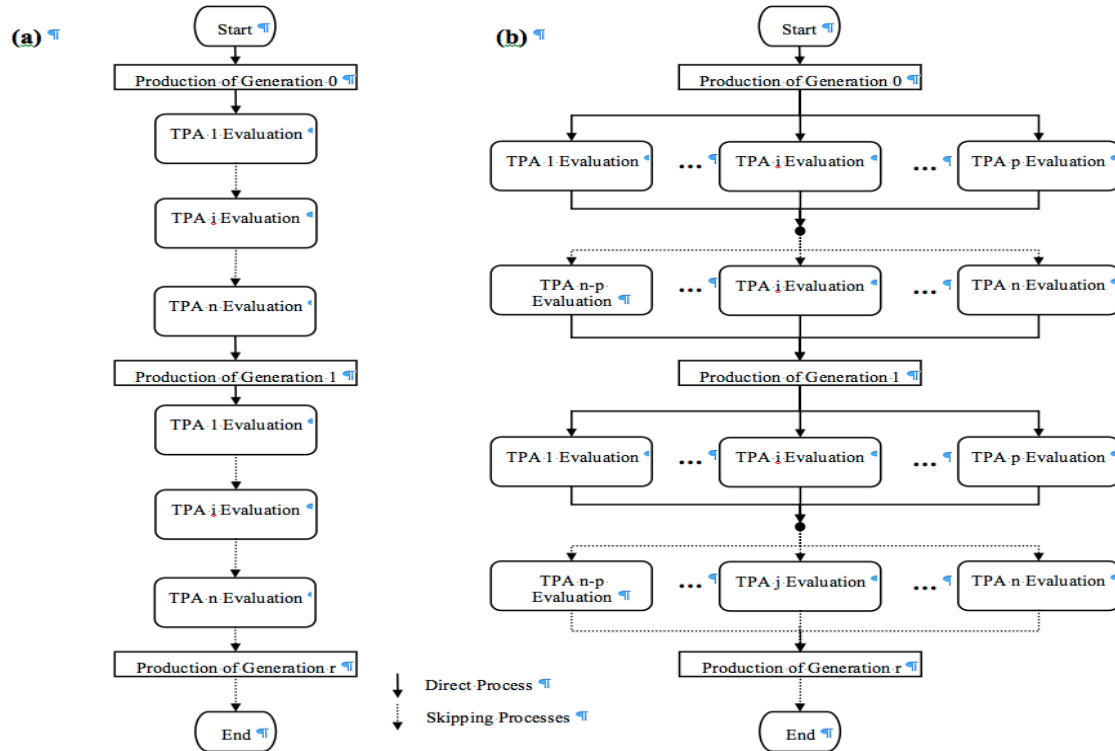 (a) ¶
Start ¶
Production of Generation 0 ¶
TPA 1 Evaluation ¶
TPA i Evaluation ¶
TPA n Evaluation ¶
Production of Generation 1 ¶
TPA 1 Evaluation ¶
TPA i Evaluation ¶
TPA n Evaluation ¶
Production of Generation r ¶
End ¶
(b) ¶
Start ¶
Production of Generation 0 ¶
TPA 1 Evaluation ¶
... ¶
TPA i Evaluation ¶
... ¶
TPA p Evaluation ¶
TPA n-p
Evaluation ¶
... ¶
TPA i Evaluation ¶
... ¶
TPA n Evaluation ¶
Production of Generation 1 ¶
TPA 1 Evaluation ¶
... ¶
TPA i Evaluation ¶
... ¶
TPA p Evaluation ¶
TPA n-p
Evaluation ¶
... ¶
TPA j Evaluation ¶
... ¶
TPA n Evaluation ¶
Production of Generation r ¶
End ¶
Direct Process ¶
Skipping Processes ¶